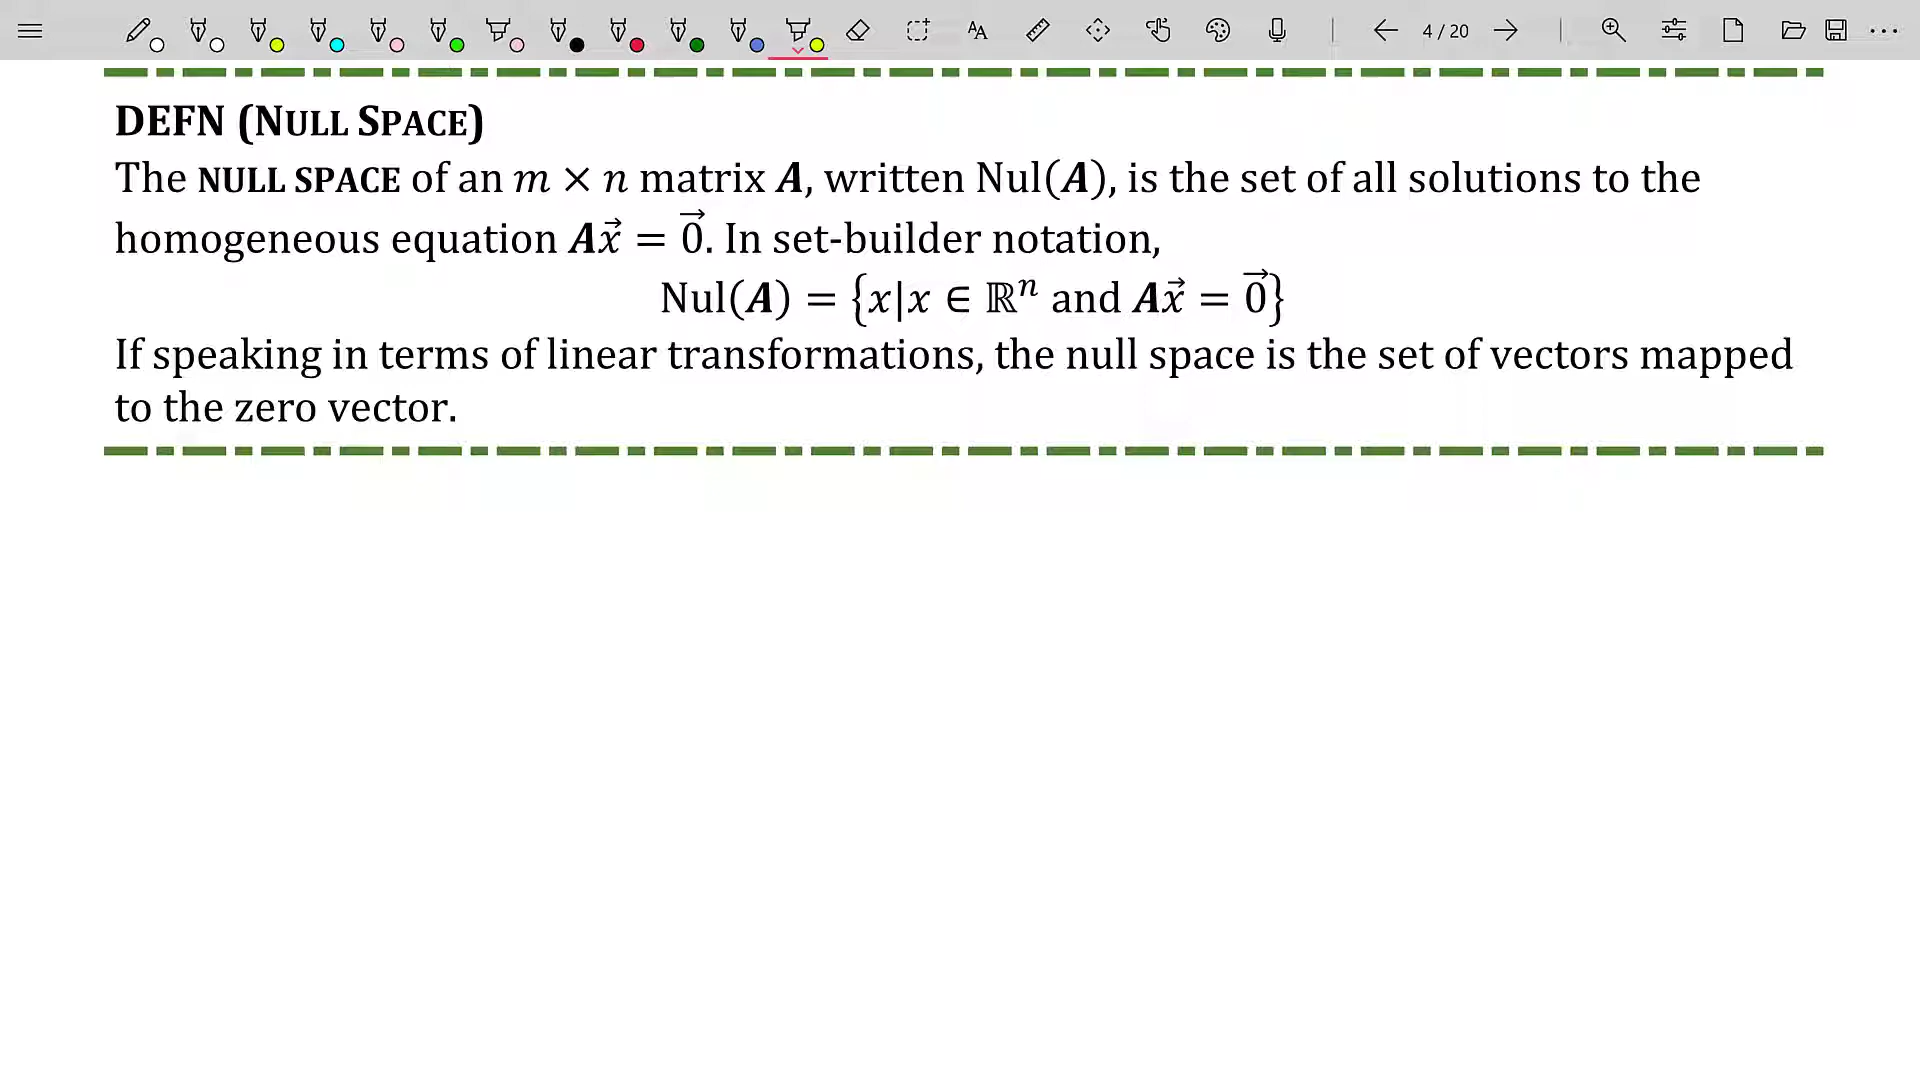 4 / 20
DEFN (NULL SPACE)
The NULL SPACE of an m × n matrix A, written Nul(A), is the set of all solutions to the
homogeneous equation Ax⃗ = 0⃗. In set-builder notation,
Nul(A) = {x|x ∈ ℝⁿ and Ax⃗ = 0⃗}
If speaking in terms of linear transformations, the null space is the set of vectors mapped
to the zero vector.